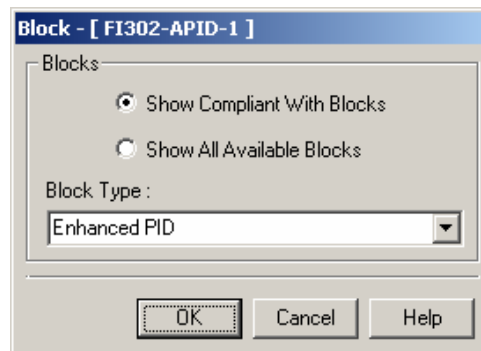 Block - [ FI302-APID-1 ]
Blocks
Show Compliant With Blocks
Show All Available Blocks
Block Type :
Enhanced PID
OK Cancel Help